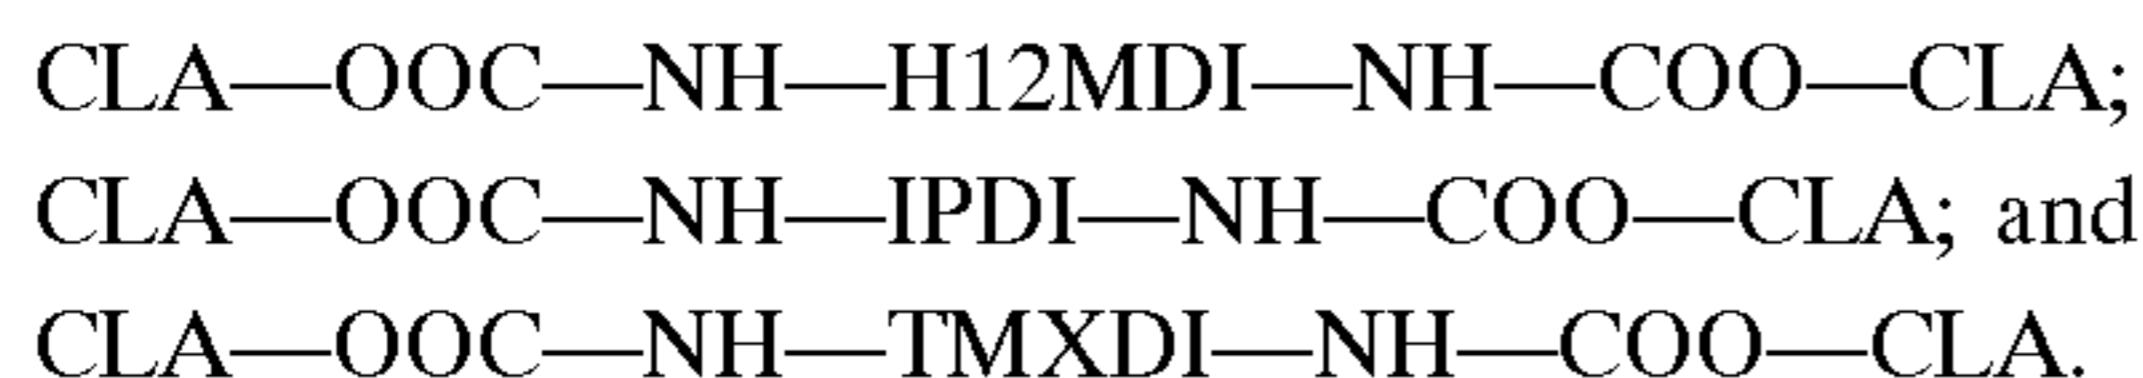 CLA—OOC—NH—H12MDI—NH—COO—CLA;
CLA—OOC—NH—IPDI—NH—COO—CLA; and
CLA—OOC—NH—TMXDI—NH—COO—CLA.